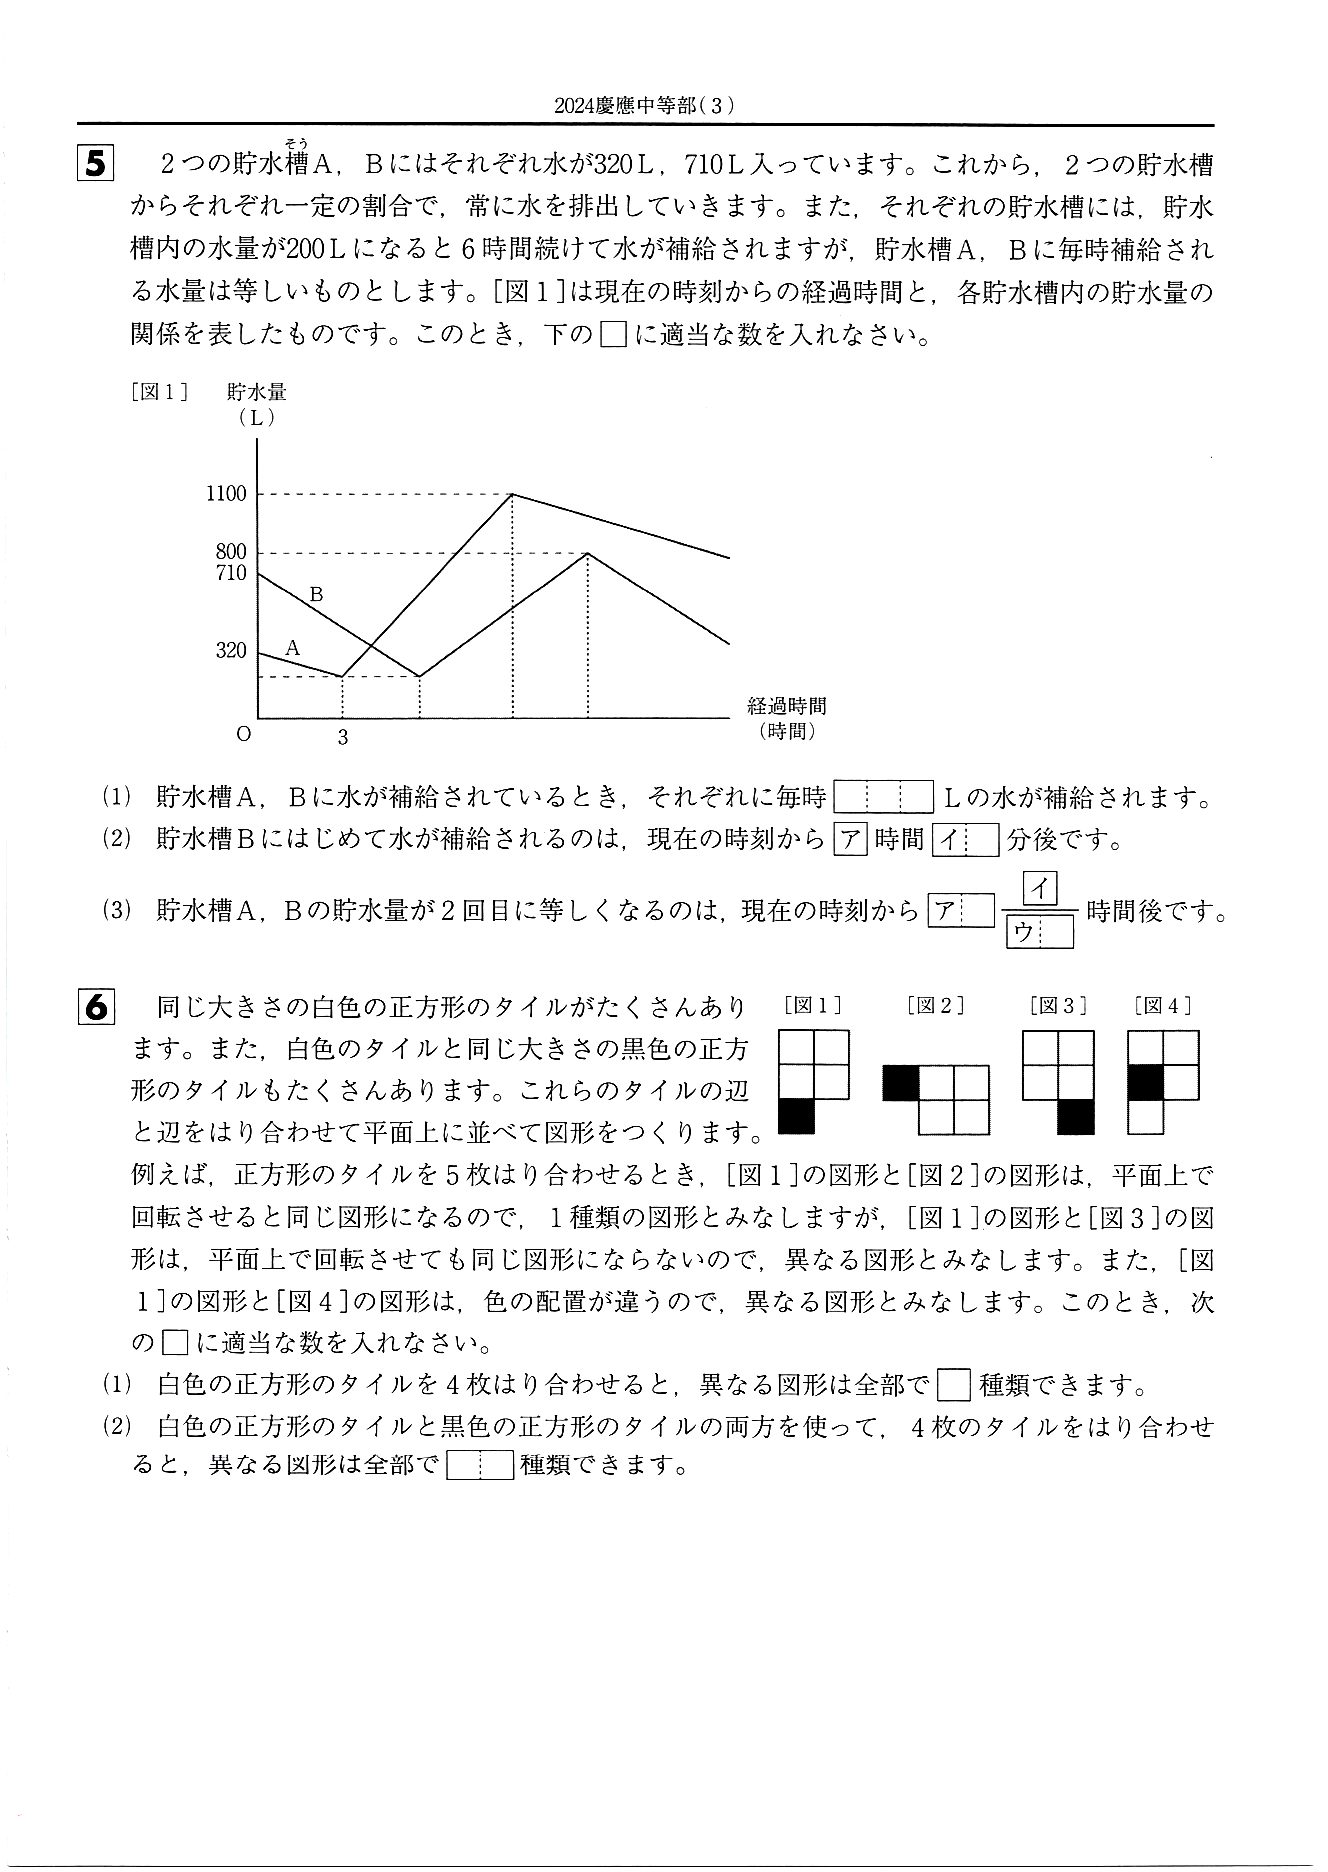 2024慶應中等部(3)
5 2つの貯水槽A，Bにはそれぞれ水が320L，710L入っています。これから，2つの貯水槽
そう
からそれぞれ一定の割合で，常に水を排出していきます。また，それぞれの貯水槽には，貯水
槽内の水量が200Lになると6時間続けて水が補給されますが，貯水槽A，Bに毎時補給され
る水量は等しいものとします。[図1]は現在の時刻からの経過時間と，各貯水槽内の貯水量の
関係を表したものです。このとき，下の□に適当な数を入れなさい。
[図1] 貯水量
(L)
1100
800
710
B
320
A
経過時間
(時間)
O
3
(1) 貯水槽A，Bに水が補給されているとき，それぞれに毎時□Lの水が補給されます。
(2) 貯水槽Bにはじめて水が補給されるのは，現在の時刻からア時間イ分後です。
(3) 貯水槽A，Bの貯水量が2回目に等しくなるのは，現在の時刻からア イ/ウ 時間後です。
6 同じ大きさの白色の正方形のタイルがたくさんあり
[図1] [図2] [図3] [図4]
ます。また，白色のタイルと同じ大きさの黒色の正方
形のタイルもたくさんあります。これらのタイルの辺
と辺をはり合わせて平面上に並べて図形をつくります。
例えば，正方形のタイルを5枚はり合わせるとき，[図1]の図形と[図2]の図形は，平面上で
回転させると同じ図形になるので，1種類の図形とみなしますが，[図1]の図形と[図3]の図
形は，平面上で回転させても同じ図形にならないので，異なる図形とみなします。また，[図
1]の図形と[図4]の図形は，色の配置が違うので，異なる図形とみなします。このとき，次
の□に適当な数を入れなさい。
(1) 白色の正方形のタイルを4枚はり合わせると，異なる図形は全部で□種類できます。
(2) 白色の正方形のタイルと黒色の正方形のタイルの両方を使って，4枚のタイルをはり合わせ
ると，異なる図形は全部で□種類できます。